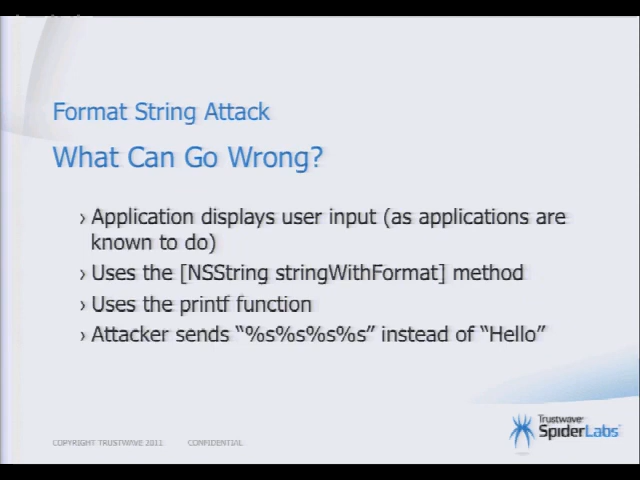 Format String Attack
What Can Go Wrong?
› Application displays user input (as applications are
known to do)
› Uses the [NSString stringWithFormat] method
› Uses the printf function
› Attacker sends “%s%s%s%s” instead of “Hello”
Trustwave®
SpiderLabs™
COPYRIGHT TRUSTWAVE 2011 CONFIDENTIAL